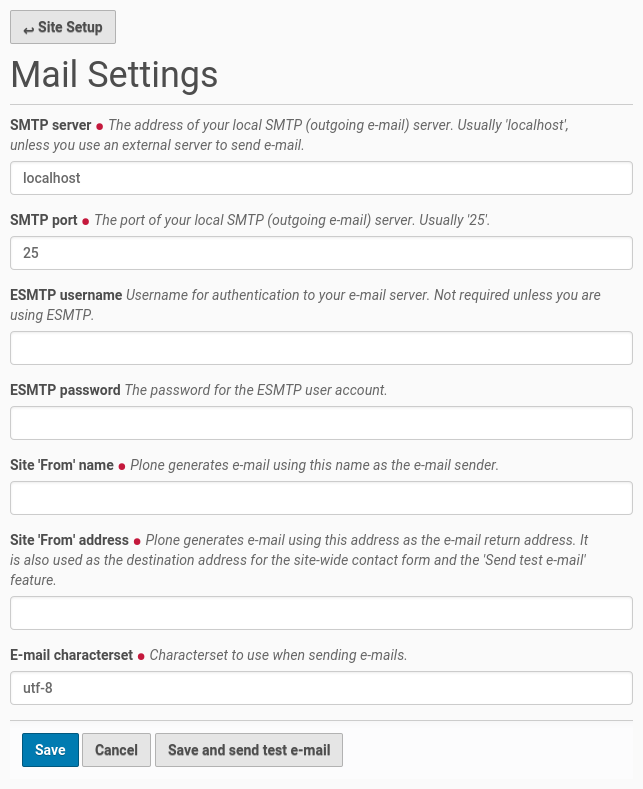 Site Setup
Mail Settings
SMTP server ● The address of your local SMTP (outgoing e-mail) server. Usually 'localhost',
unless you use an external server to send e-mail.
localhost
SMTP port ● The port of your local SMTP (outgoing e-mail) server. Usually '25'.
25
ESMTP username Username for authentication to your e-mail server. Not required unless you are
using ESMTP.
ESMTP password The password for the ESMTP user account.
Site 'From' name ● Plone generates e-mail using this name as the e-mail sender.
Site 'From' address ● Plone generates e-mail using this address as the e-mail return address. It
is also used as the destination address for the site-wide contact form and the 'Send test e-mail'
feature.
E-mail characterset ● Characterset to use when sending e-mails.
utf-8
Save Cancel Save and send test e-mail